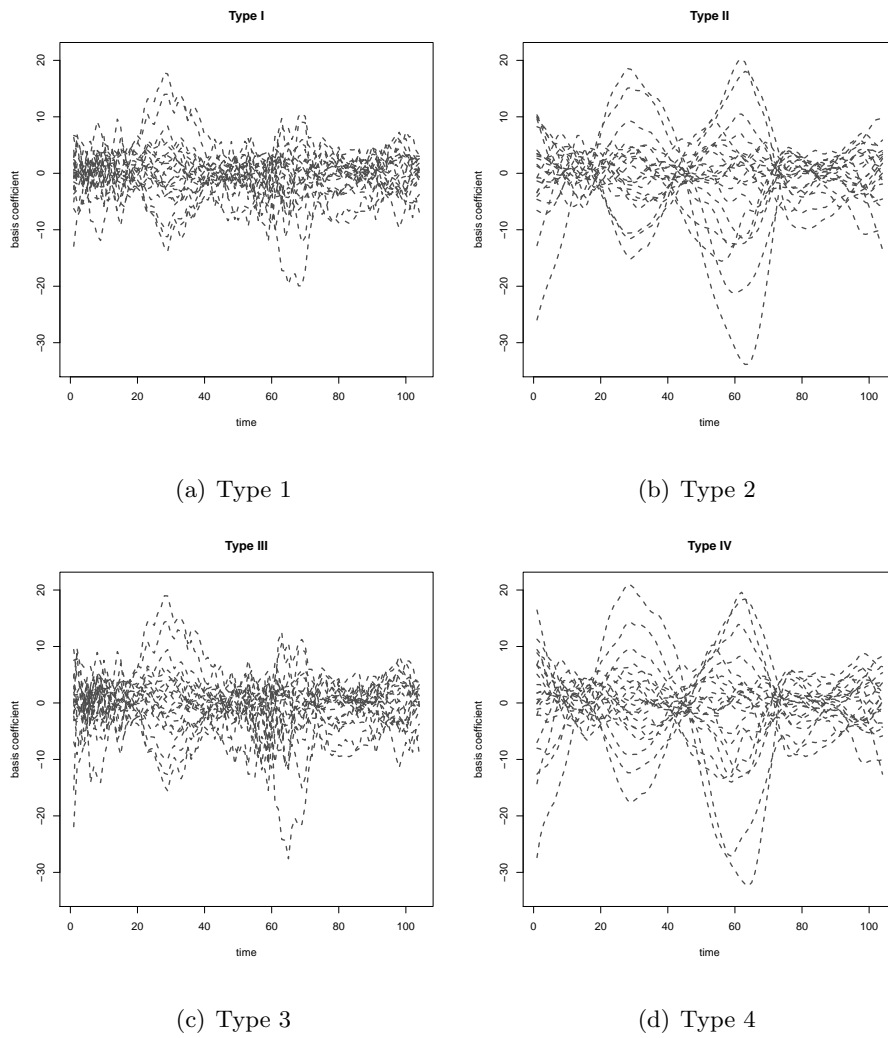 Type I
basis coefficient
20
10
0
−10
−20
−30
0 20 40 60 80 100
time
(a) Type 1
Type II
basis coefficient
20
10
0
−10
−20
−30
0 20 40 60 80 100
time
(b) Type 2
Type III
basis coefficient
20
10
0
−10
−20
−30
0 20 40 60 80 100
time
(c) Type 3
Type IV
basis coefficient
20
10
0
−10
−20
−30
0 20 40 60 80 100
time
(d) Type 4